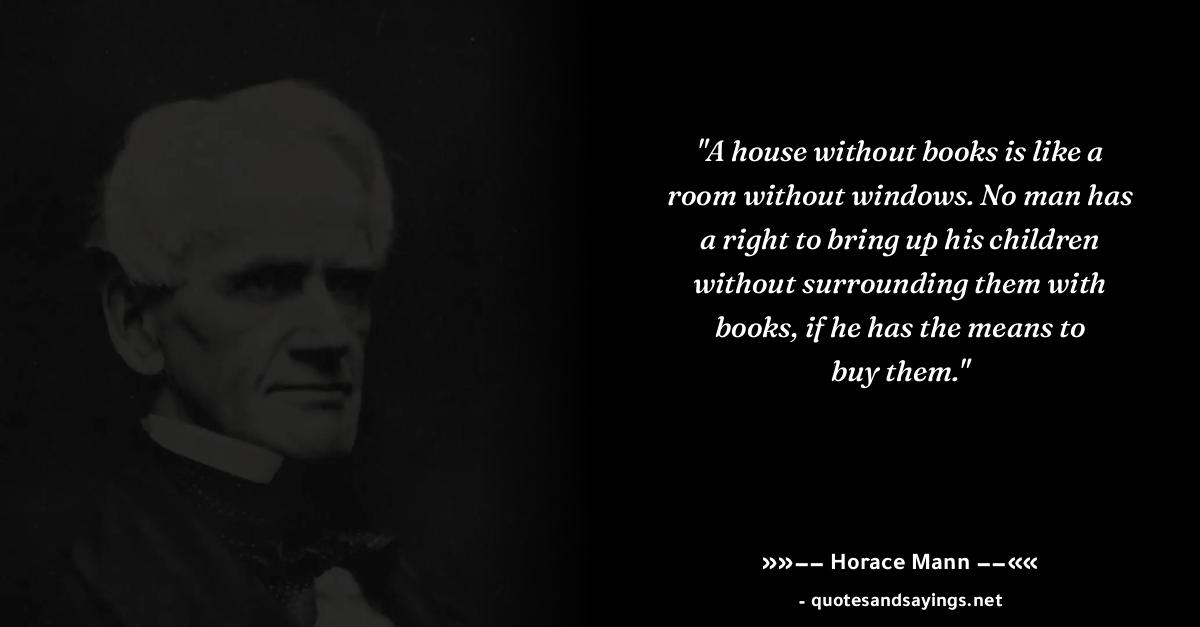 "A house without books is like a
room without windows. No man has
a right to bring up his children
without surrounding them with
books, if he has the means to
buy them."
»»−− Horace Mann −−««
- quotesandsayings.net